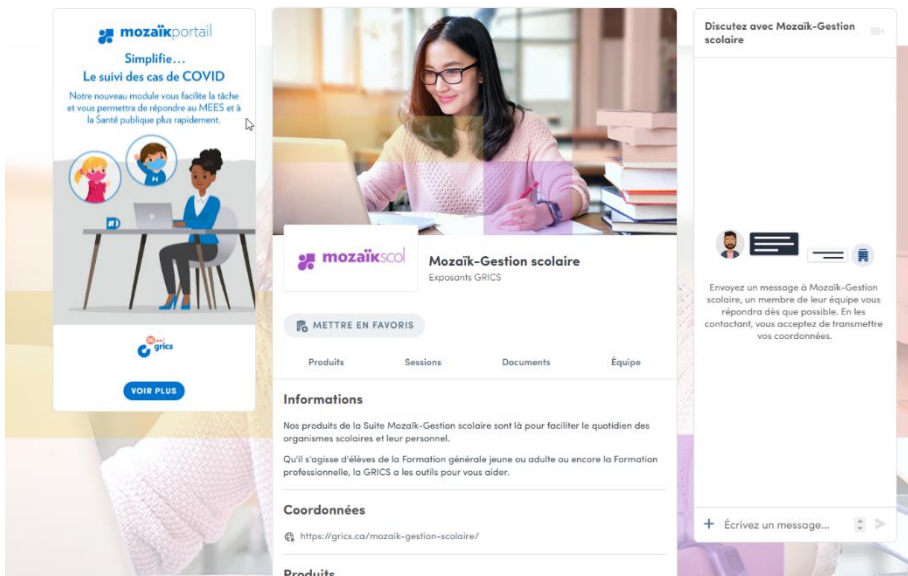 mozaïkportail
Simplifie...
Le suivi des cas de COVID
Notre nouveau module vous facilite la tâche
et vous permettra de répondre au MEES et à
la Santé publique plus rapidement.
grics
VOIR PLUS
mozaïkscol
Mozaïk-Gestion scolaire
Exposants GRICS
METTRE EN FAVORIS
Produits Sessions Documents Équipe
Informations
Nos produits de la Suite Mozaïk-Gestion scolaire sont là pour faciliter le quotidien des
organismes scolaires et leur personnel.
Qu'il s'agisse d'élèves de la Formation générale jeune ou adulte ou encore la Formation
professionnelle, la GRICS a les outils pour vous aider.
Coordonnées
https://grics.ca/mozaik-gestion-scolaire/
Produits
Discutez avec Mozaïk-Gestion
scolaire
Envoyez un message à Mozaïk-Gestion
scolaire, un membre de leur équipe vous
répondra dès que possible. En les
contactant, vous acceptez de transmettre
vos coordonnées.
Écrivez un message...